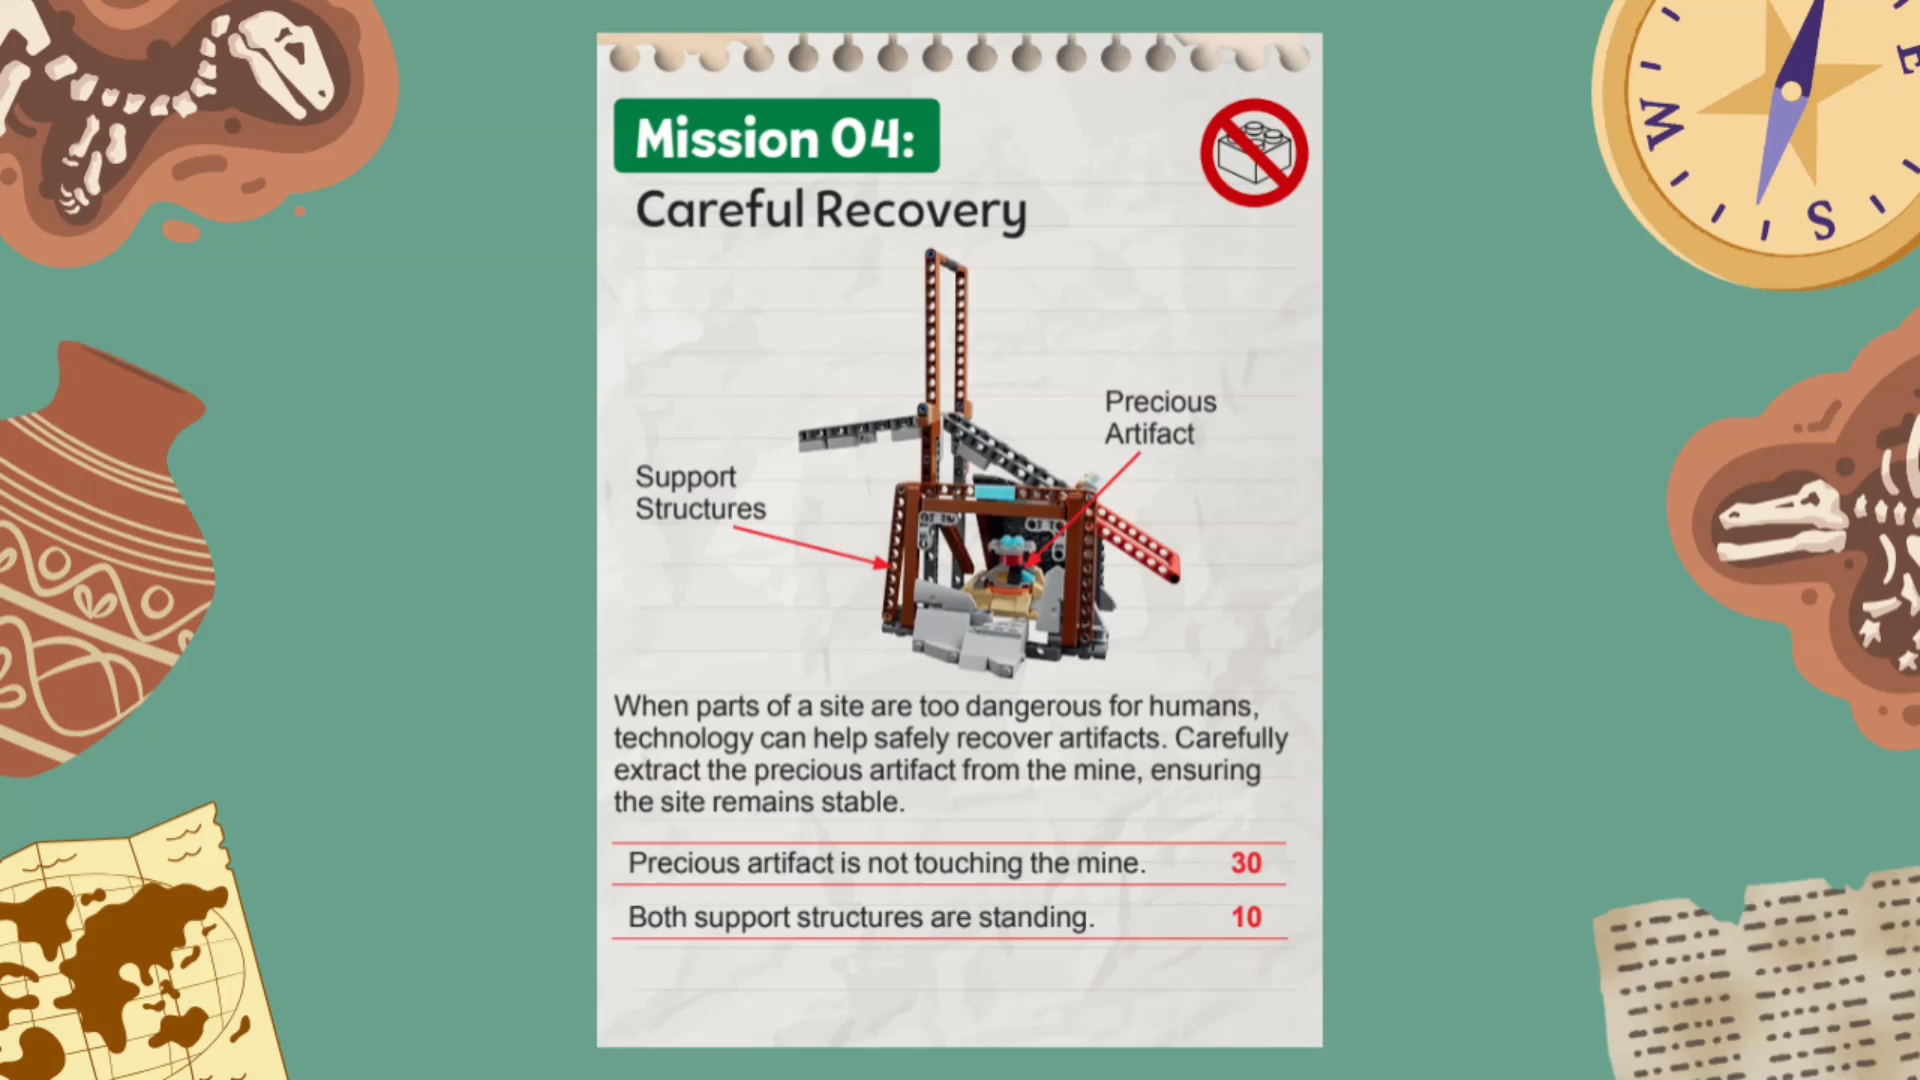 Mission 04:
Careful Recovery
Precious
Artifact
Support
Structures
When parts of a site are too dangerous for humans,
technology can help safely recover artifacts. Carefully
extract the precious artifact from the mine, ensuring
the site remains stable.
Precious artifact is not touching the mine. 30
Both support structures are standing. 10
W
S
E